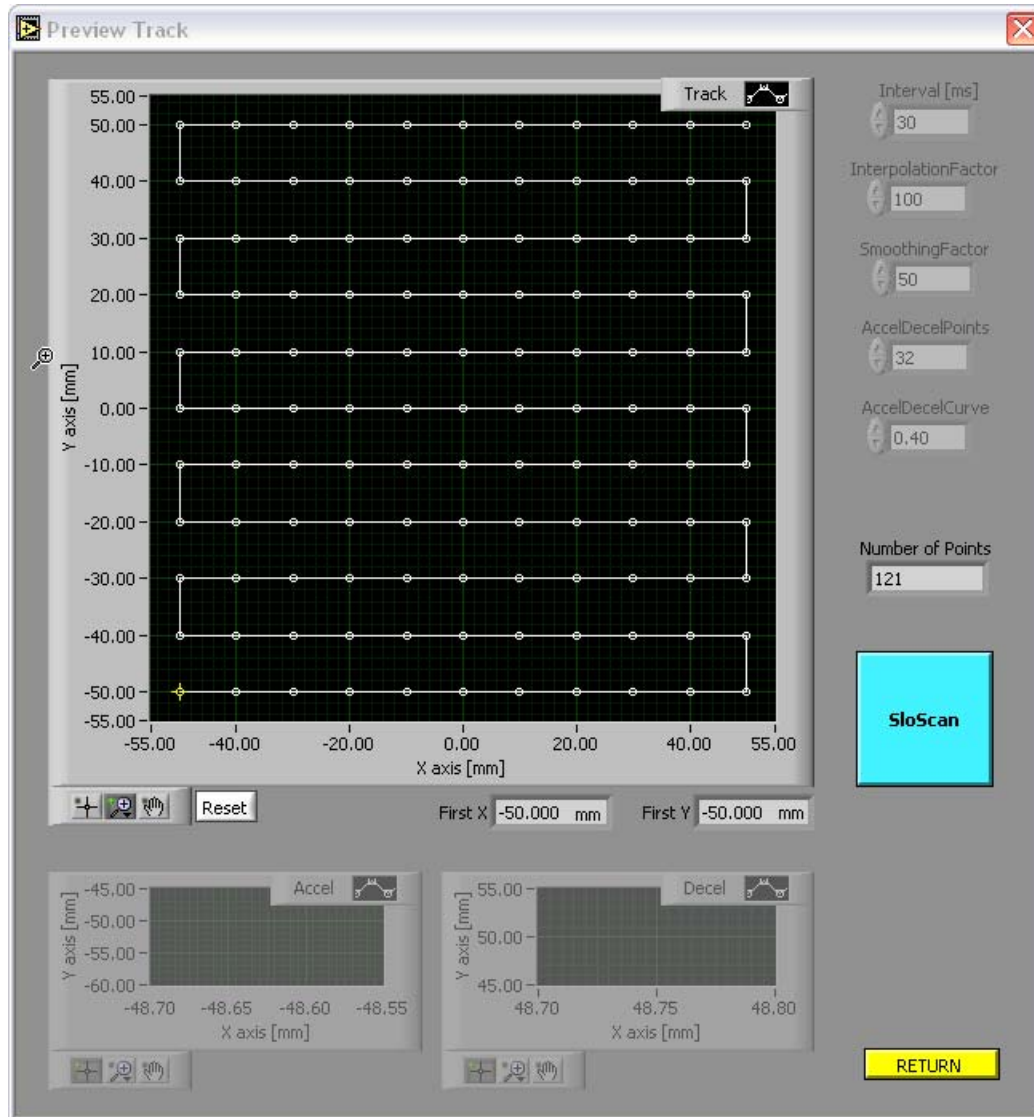 Preview Track
Track
55.00
50.00
40.00
30.00
20.00
10.00
0.00
-10.00
-20.00
-30.00
-40.00
-50.00
-55.00
Y axis [mm]
-55.00 -40.00 -20.00 0.00 20.00 40.00 55.00
X axis [mm]
Reset
First X -50.000 mm
First Y -50.000 mm
Interval [ms]
30
InterpolationFactor
100
SmoothingFactor
50
AccelDecelPoints
32
AccelDecelCurve
0.40
Number of Points
121
SloScan
Accel
-45.00
-50.00
-55.00
-60.00
Y axis [mm]
-48.70 -48.65 -48.60 -48.55
X axis [mm]
Decel
55.00
50.00
45.00
Y axis [mm]
48.70 48.75 48.80
X axis [mm]
RETURN